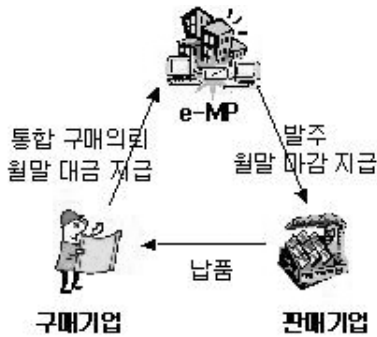 e-MP
통합 구매의뢰
월말 대금 지급
발주
월말 마감 지급
납품
구매기업
판매기업